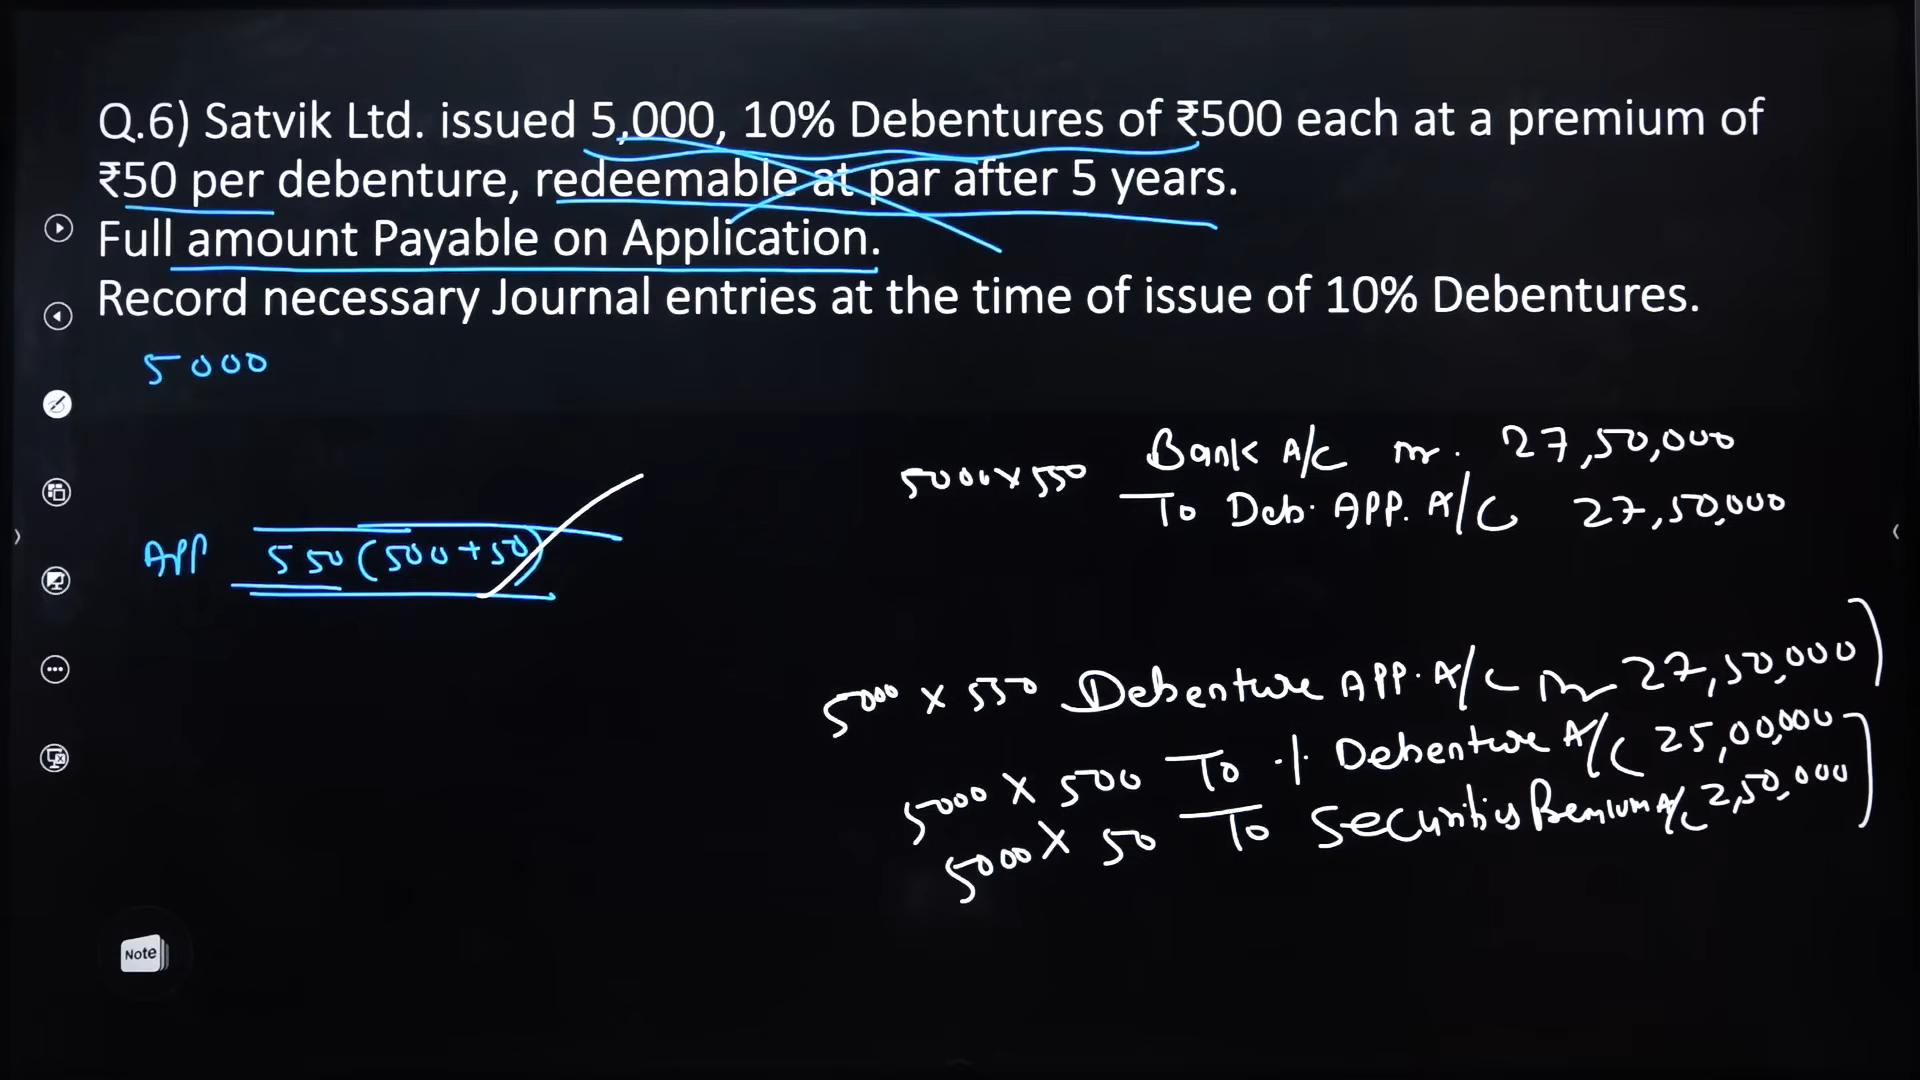 Q.6) Satvik Ltd. issued 5,000, 10% Debentures of ₹500 each at a premium of
₹50 per debenture, redeemable at par after 5 years.
Full amount Payable on Application.
Record necessary Journal entries at the time of issue of 10% Debentures.
5000
APP 550 (500+50)
5000×550 Bank A/C Dr. 27,50,000
To Deb. APP. A/C 27,50,000
5000 × 550 Debenture APP. A/C Dr 27,50,000
5000 × 500 To % Debenture A/C 25,00,000
5000 × 50 To Securities Premium A/C 2,50,000
Note